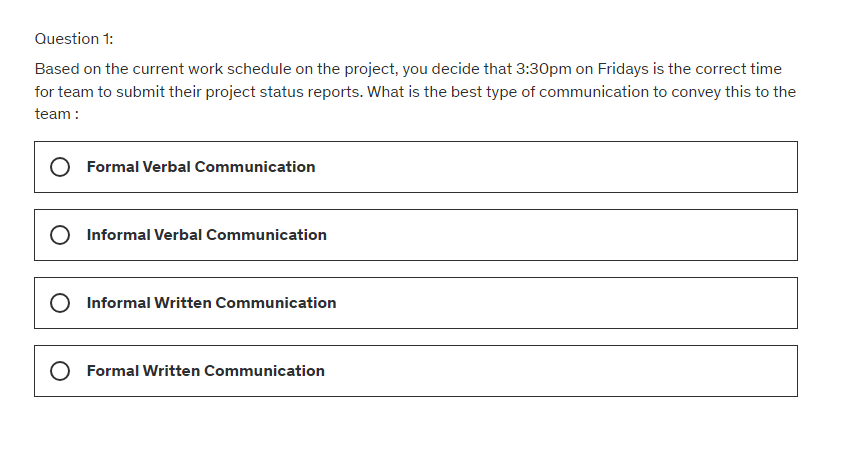 Question 1:
Based on the current work schedule on the project, you decide that 3:30pm on Fridays is the correct time
for team to submit their project status reports. What is the best type of communication to convey this to the
team :
Formal Verbal Communication
Informal Verbal Communication
Informal Written Communication
Formal Written Communication